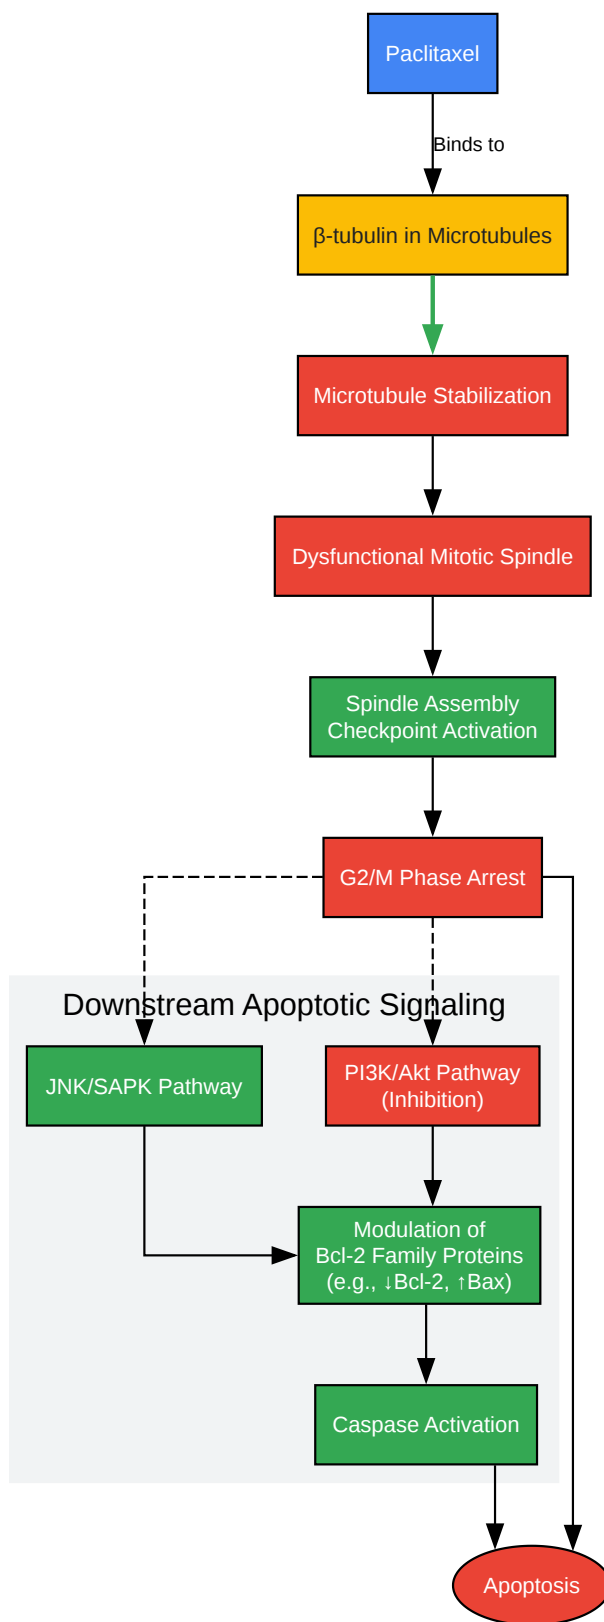 Paclitaxel
Binds to
β-tubulin in Microtubules
Microtubule Stabilization
Dysfunctional Mitotic Spindle
Spindle Assembly
Checkpoint Activation
G2/M Phase Arrest
Downstream Apoptotic Signaling
JNK/SAPK Pathway
PI3K/Akt Pathway
(Inhibition)
Modulation of
Bcl-2 Family Proteins
(e.g., ↓Bcl-2, ↑Bax)
Caspase Activation
Apoptosis